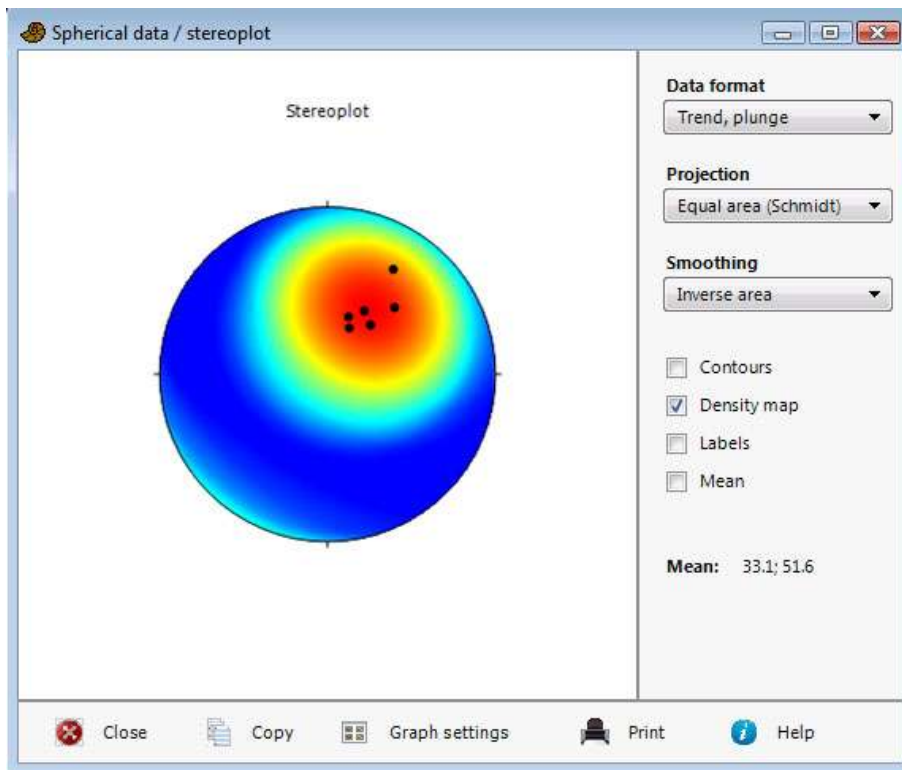 Spherical data / stereoplot
Stereoplot
Data format
Trend, plunge
Projection
Equal area (Schmidt)
Smoothing
Inverse area
Contours
Density map
Labels
Mean
Mean: 33.1; 51.6
Close Copy Graph settings Print Help